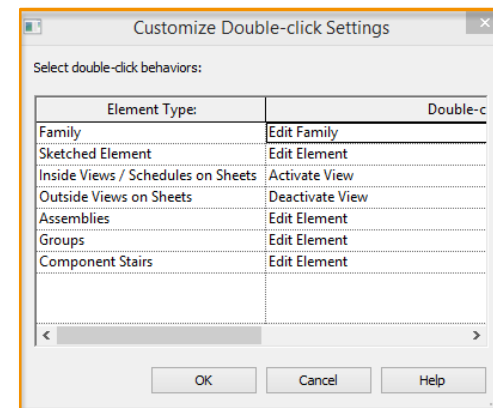 Customize Double-click Settings
Select double-click behaviors:
Element Type: Double-c
Family Edit Family
Sketched Element Edit Element
Inside Views / Schedules on Sheets Activate View
Outside Views on Sheets Deactivate View
Assemblies Edit Element
Groups Edit Element
Component Stairs Edit Element
OK Cancel Help